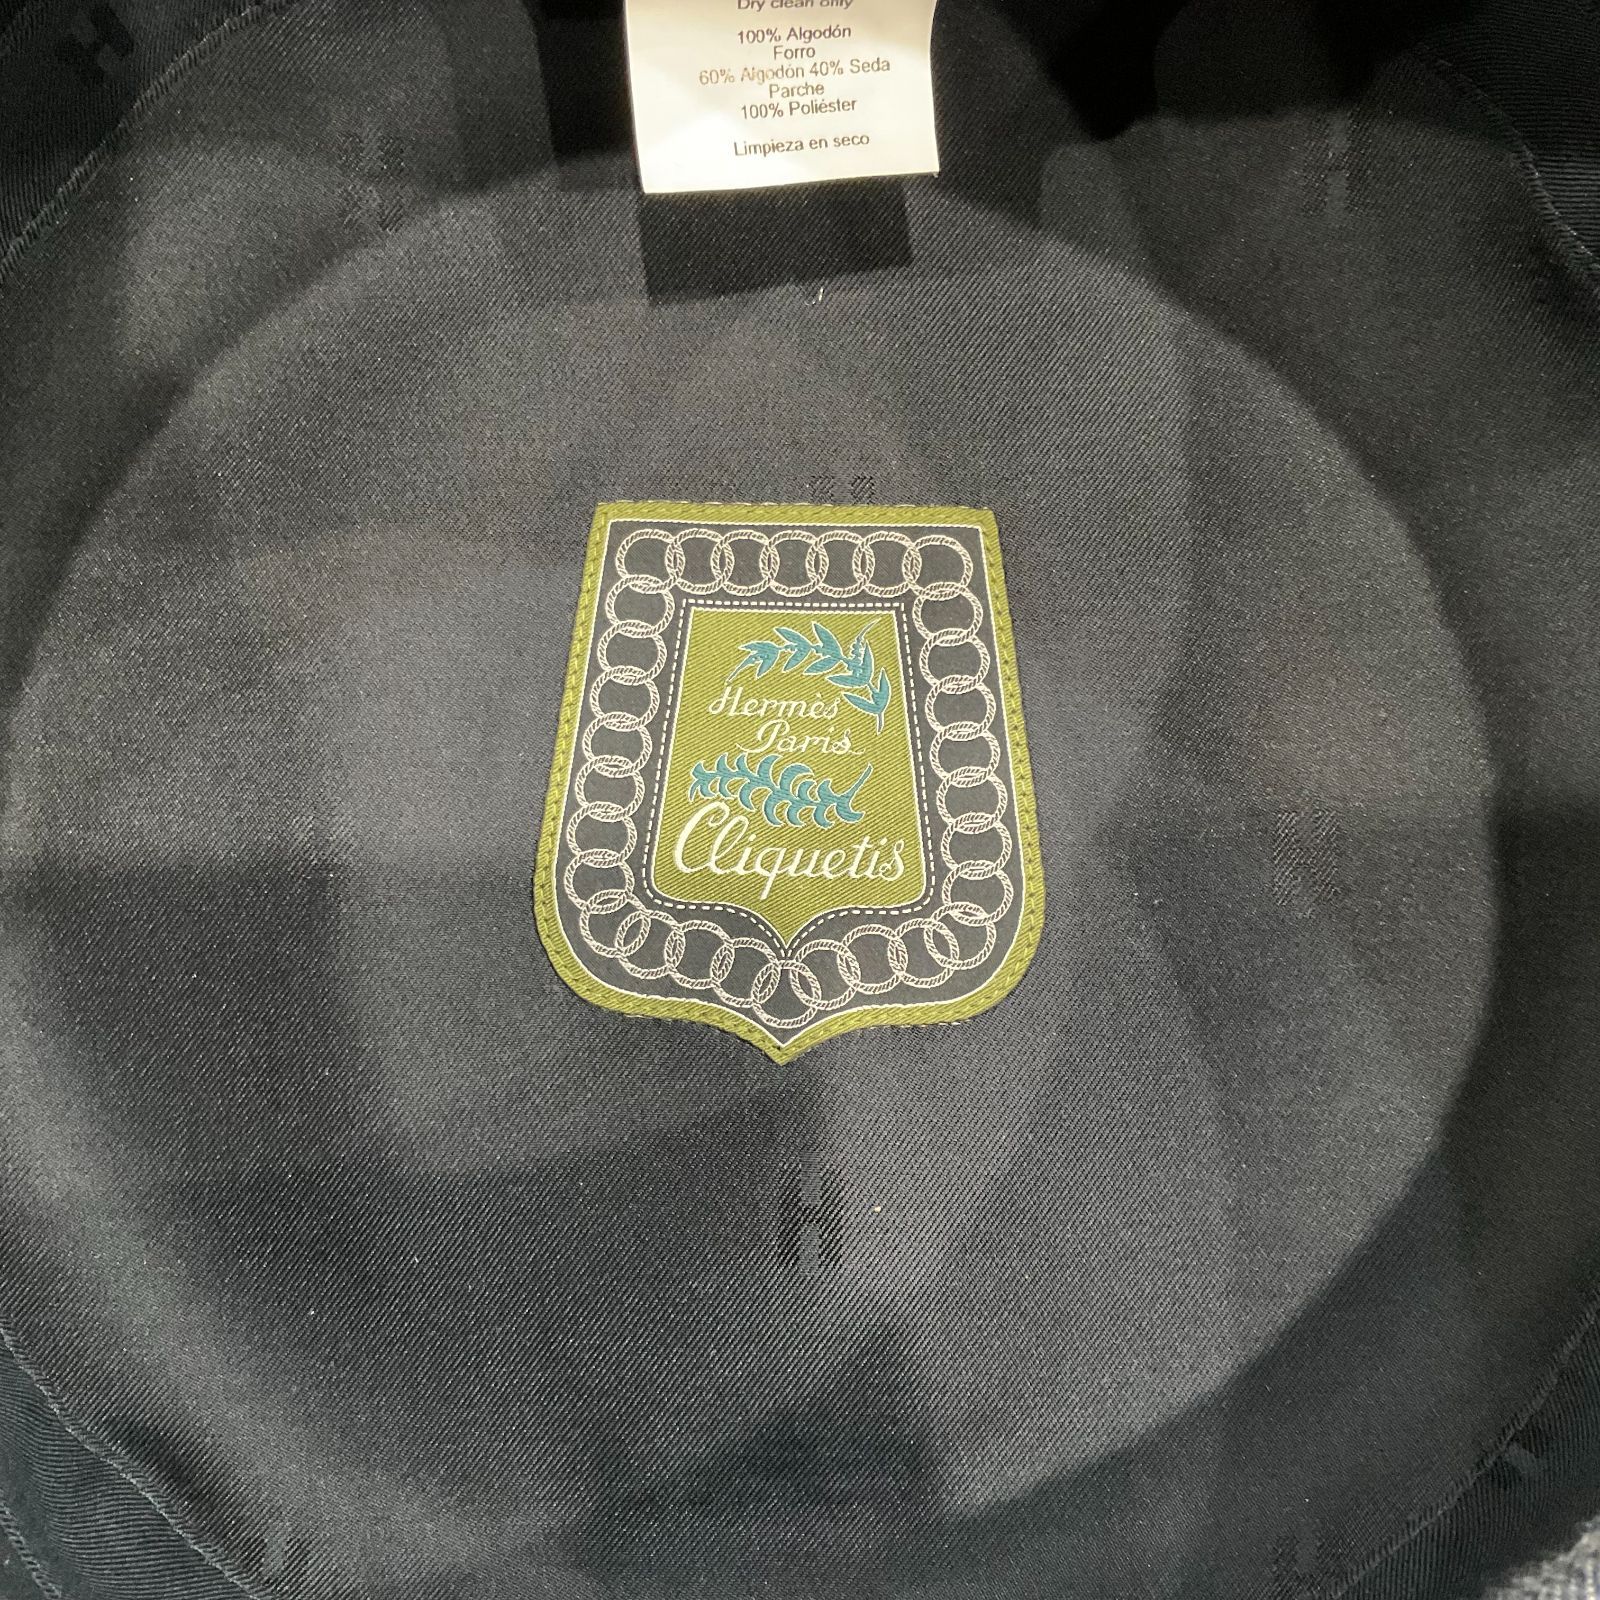 Dry clean only
100% Algodón
Forro
60% Algodón 40% Seda
Parche
100% Poliéster
Limpieza en seco
Hermès
Paris
Cliquetis